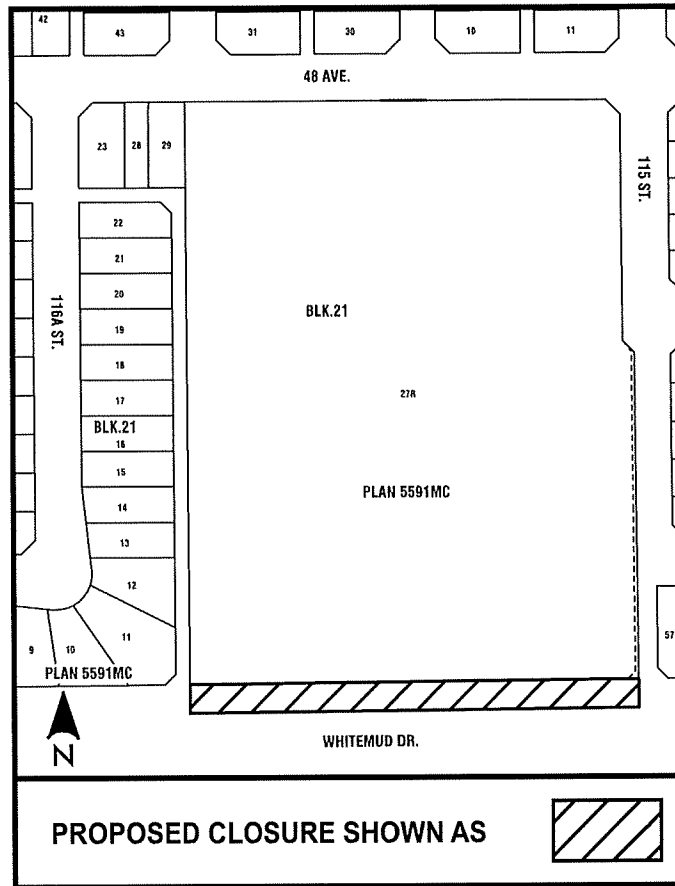 42
43
31
30
10
11
48 AVE.
23
28
29
115 ST.
22
21
20
19
18
17
16
15
14
13
12
11
10
9
116A ST.
BLK.21
BLK.21
27R
PLAN 5591MC
57
PLAN 5591MC
N
WHITEMUD DR.
PROPOSED CLOSURE SHOWN AS